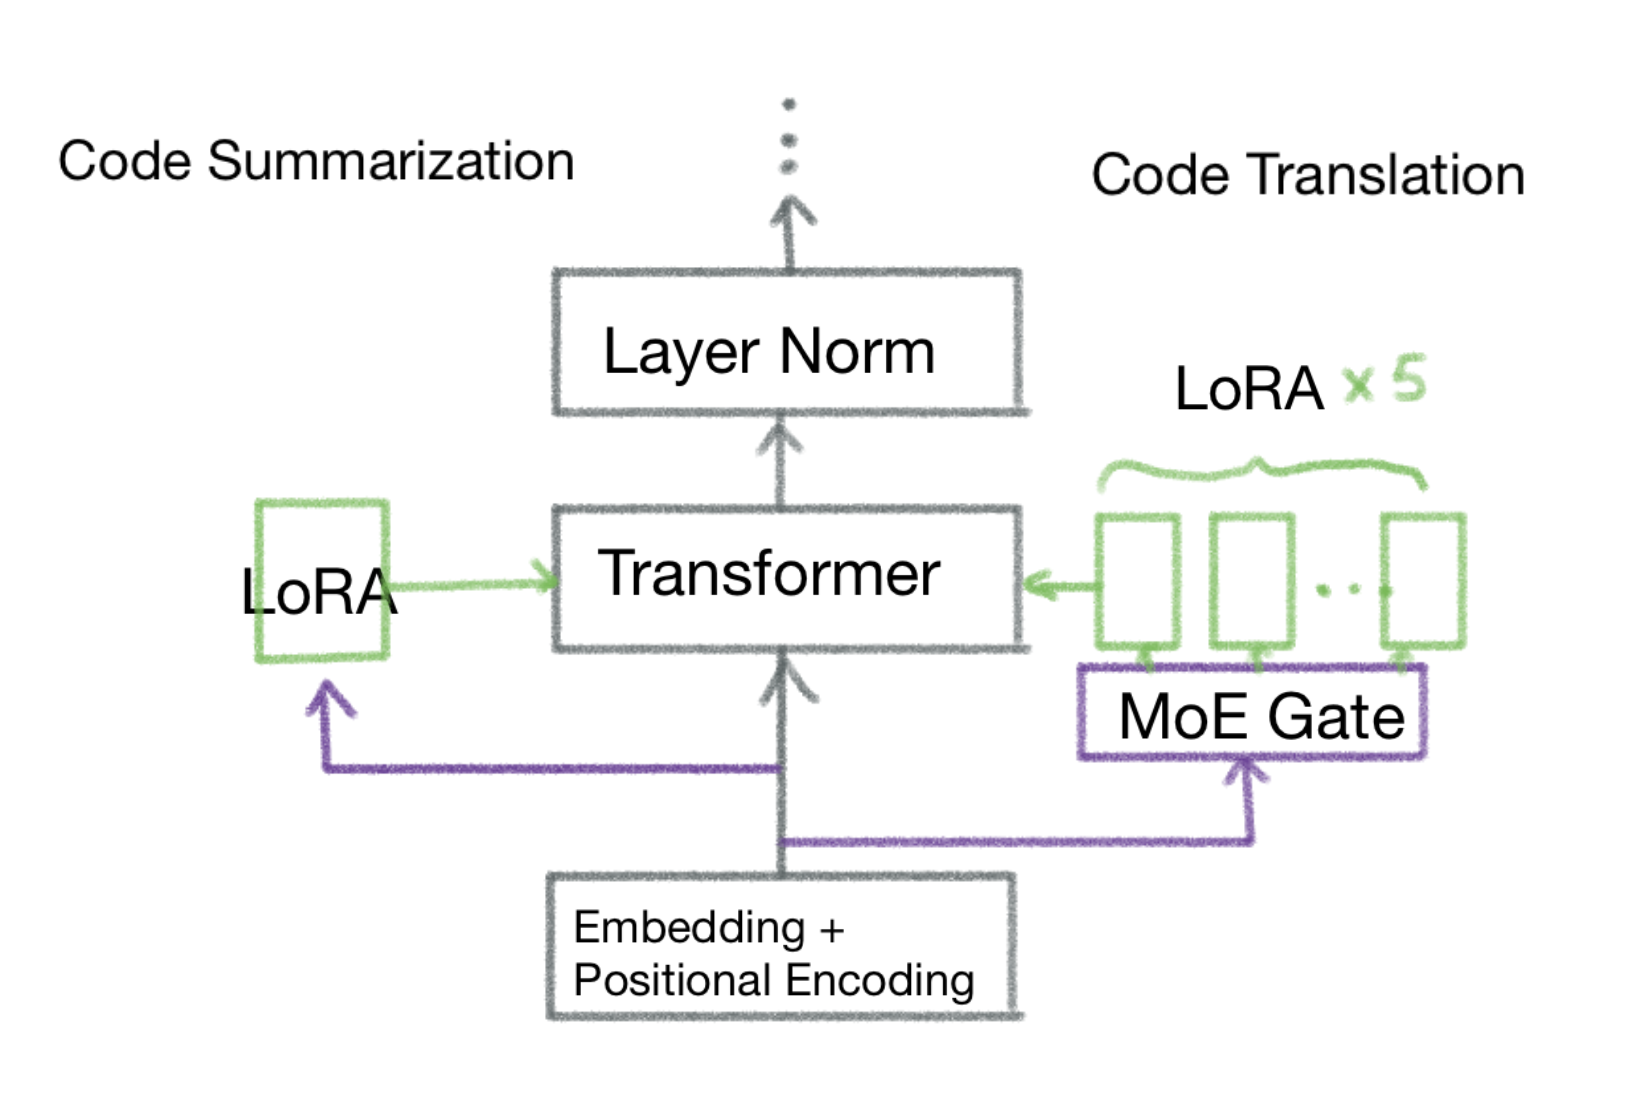 Code Summarization
Code Translation
Layer Norm
LoRA x 5
LoRA
Transformer
MoE Gate
Embedding +
Positional Encoding